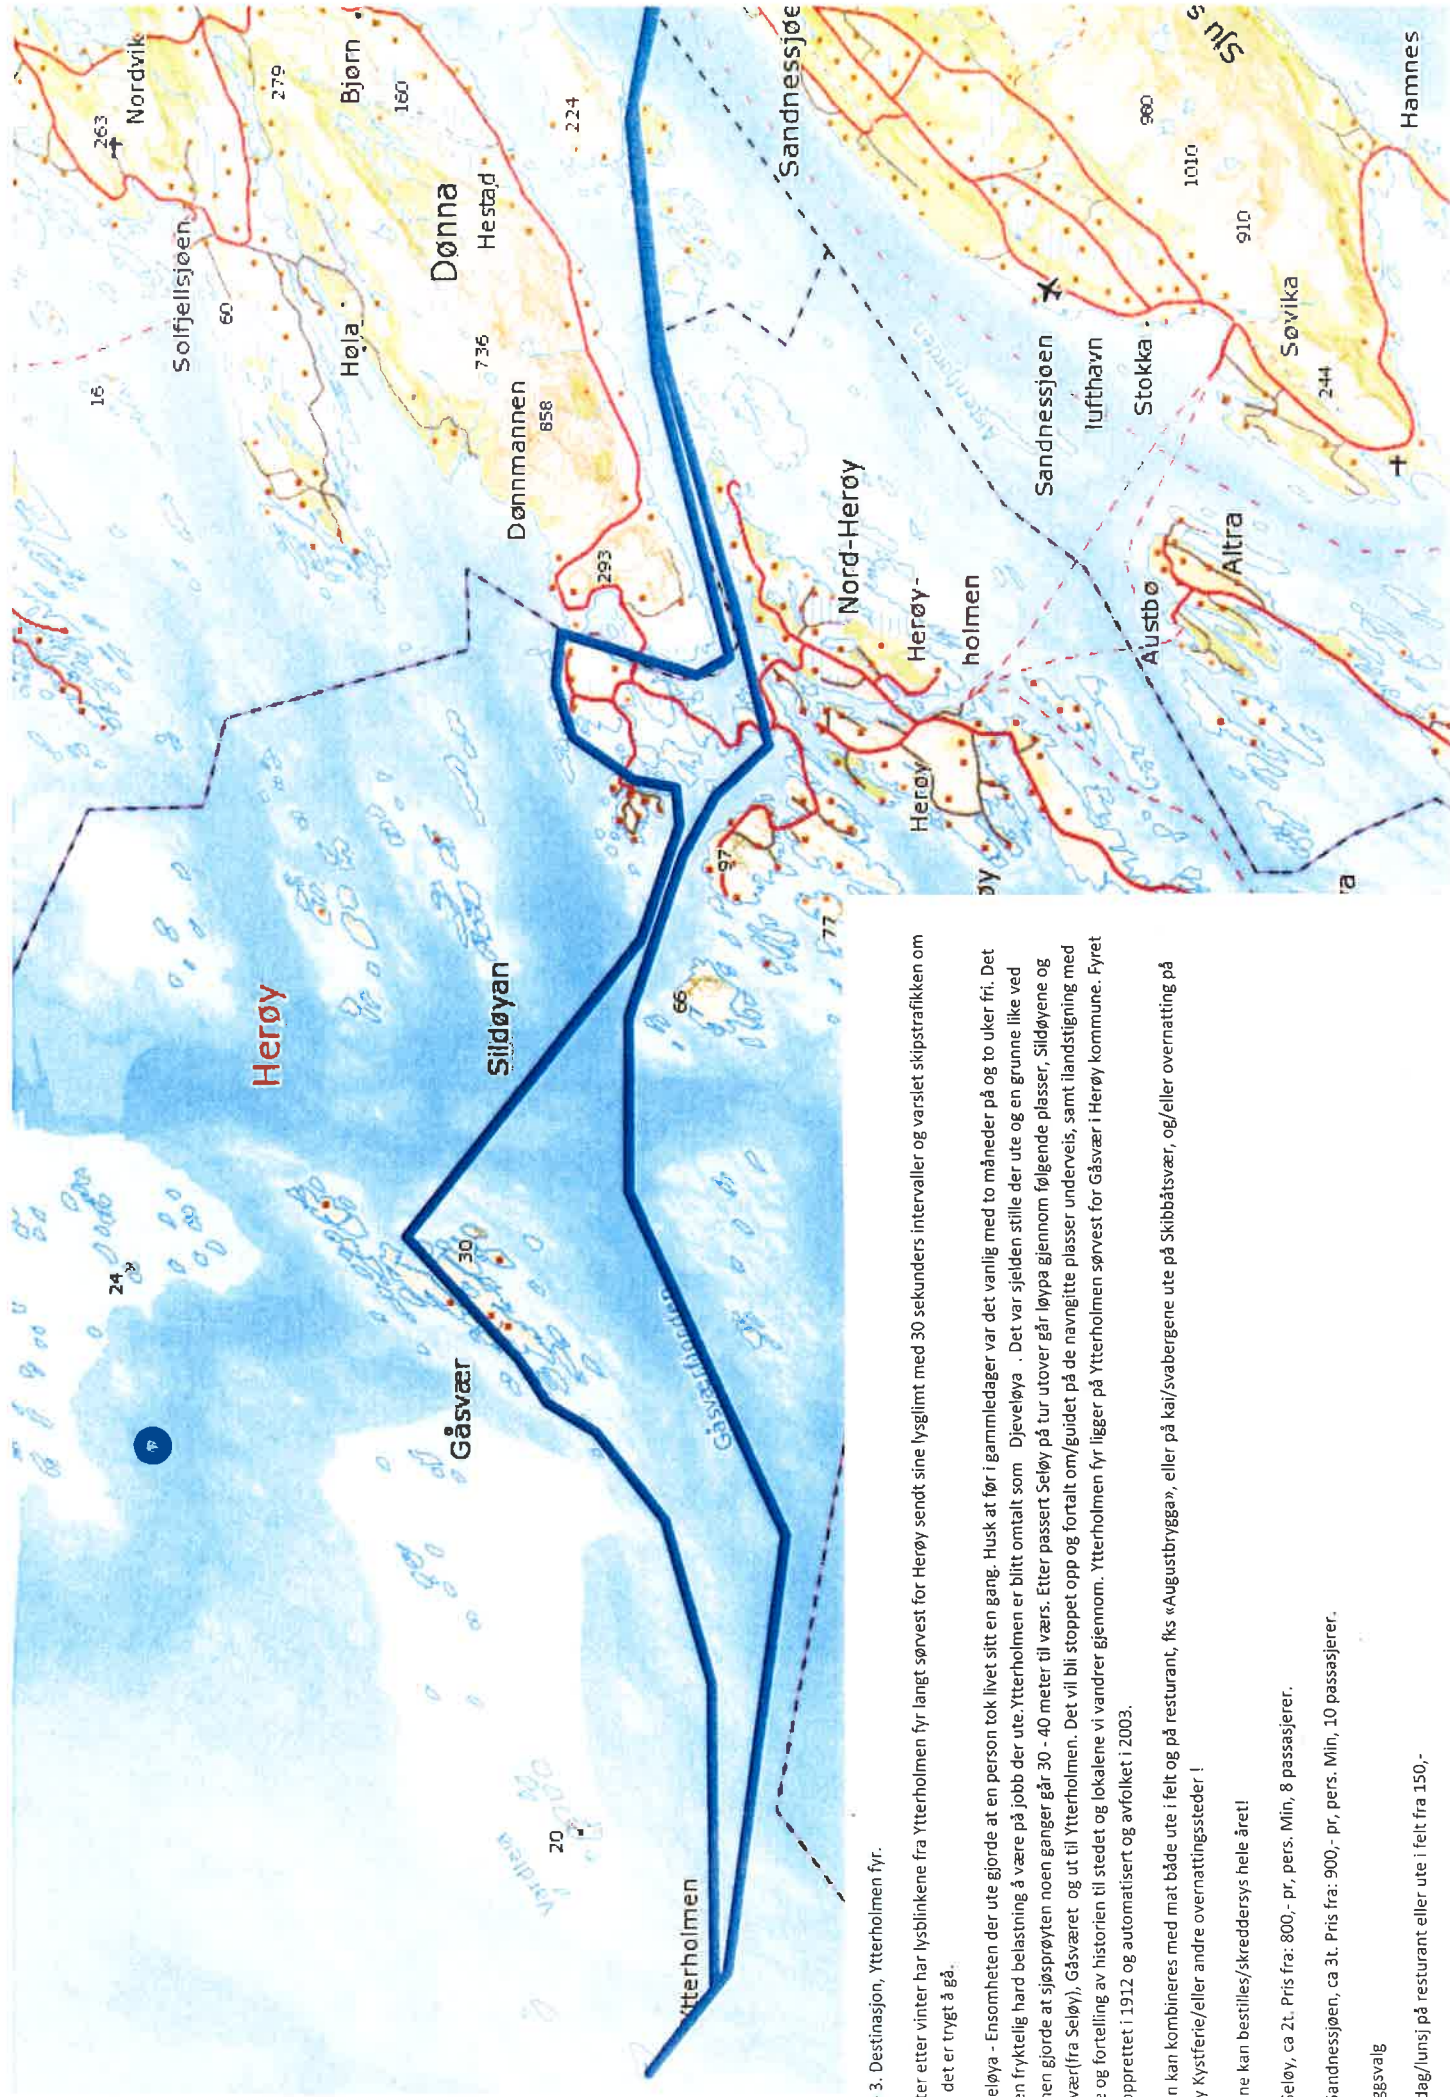 Nordvik
263
279
Bjørn
160
224
16
Solfjellsjøen
60
Høla
Dønna
Hestad
736
Dønnmannen
858
293
Herøy
Sildøyan
24
Gåsvær
30
Gåsværfjorden
20
Ytterholmen
66
97
77
Sandnessjøe
Nord-Herøy
Herøy-
holmen
Herøy
Sandnessjøen
lufthavn
Stokka
980
1010
910
Søvika
244
Hamnes
Austbø
Altra
øy
ra
3. Destinasjon, Ytterholmen fyr.
ter etter vinter har lysblinkene fra Ytterholmen fyr langt sørvest for Herøy sendt sine lysglimt med 30 sekunders intervaller og varslet skipstrafikken om
det er trygt å gå.
eløya - Ensomheten der ute gjorde at en person tok livet sitt en gang. Husk at før i gammledager var det vanlig med to måneder på og to uker fri. Det
en fryktelig hard belastning å være på jobb der ute.Ytterholmen er blitt omtalt som Djeveløya . Det var sjelden stille der ute og en grunne like ved
nen gjorde at sjøsprøyten noen ganger går 30 - 40 meter til værs. Etter passert Seløy på tur utover går løypa gjennom følgende plasser, Sildøyene og
vær(fra Seløy), Gåsværet og ut til Ytterholmen. Det vil bli stoppet opp og fortalt om/guidet på de navngitte plasser underveis, samt ilandstigning med
e og fortelling av historien til stedet og lokalene vi vandrer gjennom. Ytterholmen fyr ligger på Ytterholmen sørvest for Gåsvær i Herøy kommune. Fyret
opprettet i 1912 og automatisert og avfolket i 2003.
n kan kombineres med mat både ute i felt og på resturant, fks «Augustbrygga», eller på kai/svabergene ute på Skibbåtsvær, og/eller overnatting på
y Kystferie/eller andre overnattingssteder !
ne kan bestilles/skreddersys hele året!
Seløy, ca 2t. Pris fra: 800,- pr, pers. Min, 8 passasjerer.
Sandnessjøen, ca 3t. Pris fra: 900,- pr, pers. Min, 10 passasjerer.
ggsvalg
dag/lunsj på resturant eller ute i felt fra 150,-